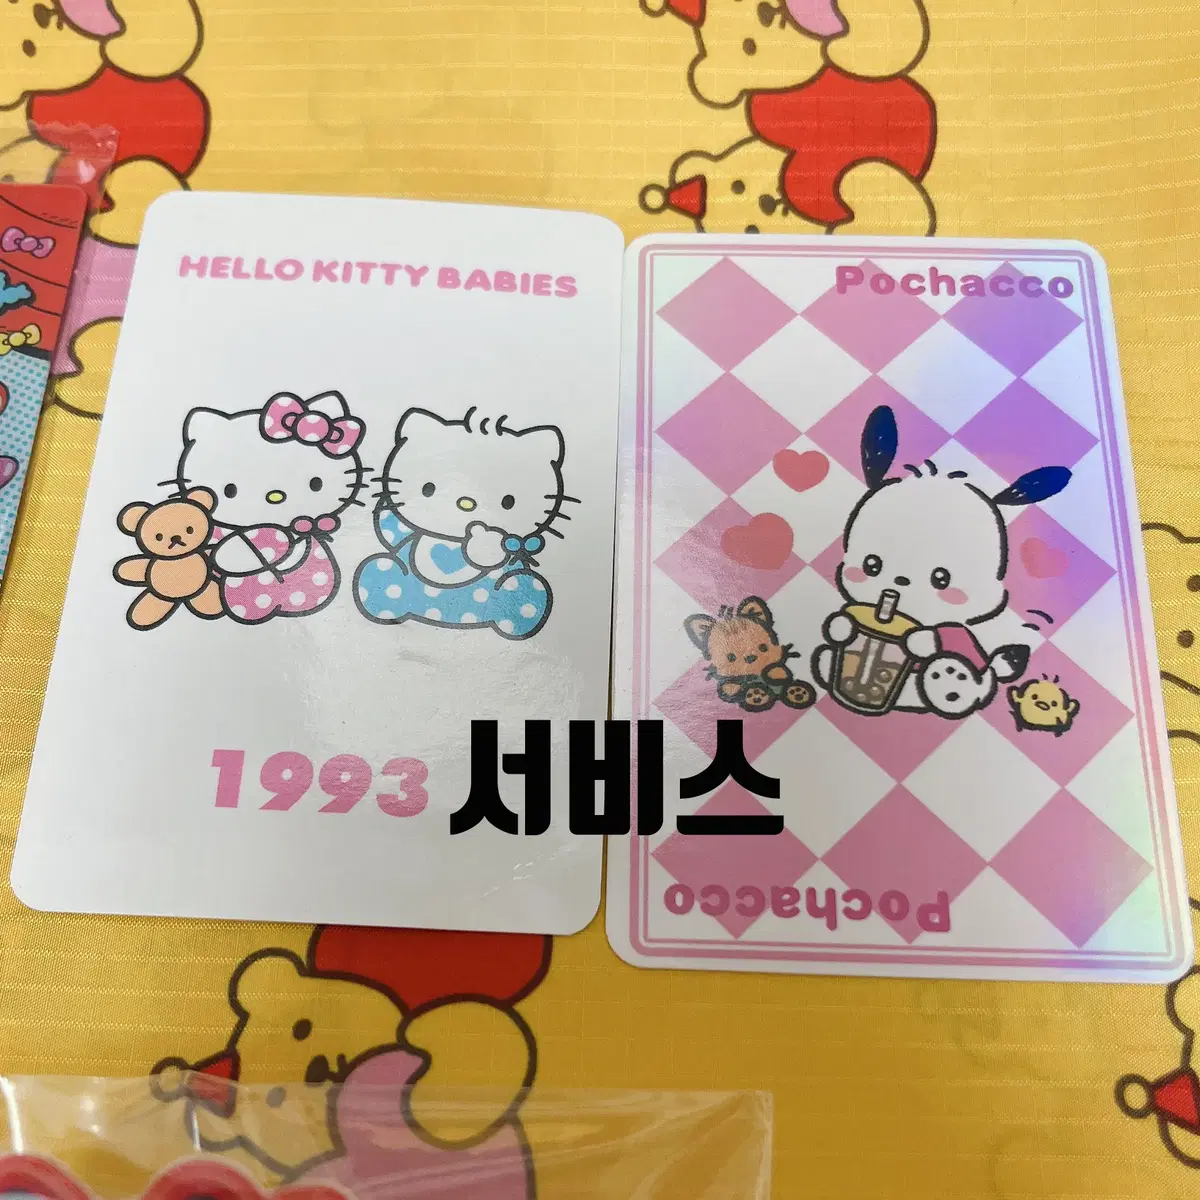 HELLO KITTY BABIES
1993
Pochacco
Pochacco
서비스